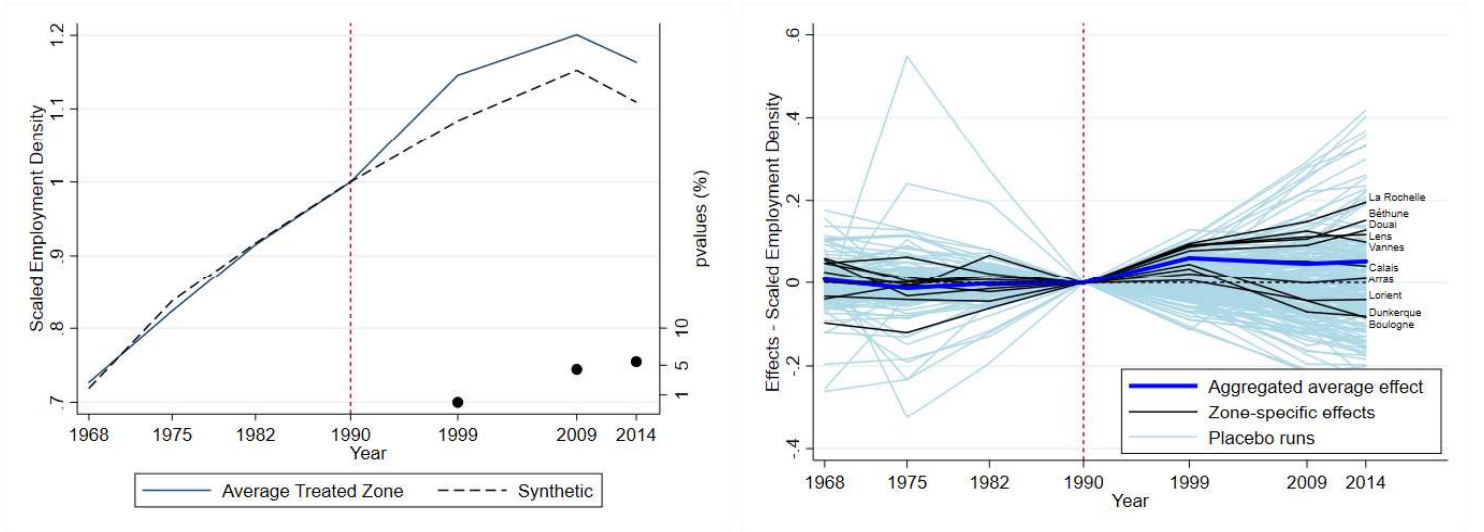 1.2
1.1
1
.9
.8
.7
Scaled Employment Density
10
5
1
pvalues (%)
1968 1975 1982 1990 1999 2009 2014
Year
Average Treated Zone Synthetic
.6
.4
.2
0
-.2
-.4
Effects - Scaled Employment Density
La Rochelle
Béthune
Douai
Lens
Vannes
Calais
Arras
Lorient
Dunkerque
Boulogne
Aggregated average effect
Zone-specific effects
Placebo runs
1968 1975 1982 1990 1999 2009 2014
Year